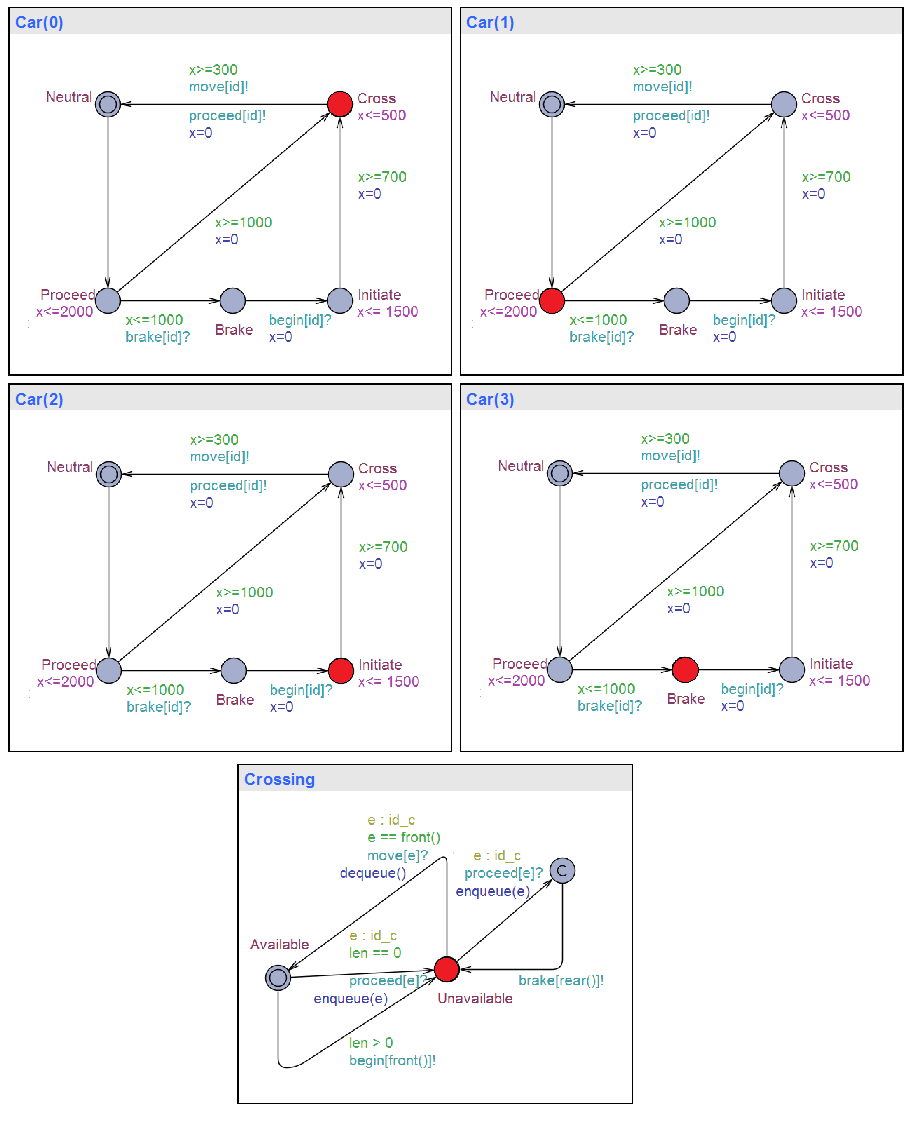 Car(0)
x>=300
move[id]!
Neutral
Cross
proceed[id]!
x<=500
x=0
x>=700
x=0
x>=1000
x=0
Proceed
Initiate
x<=2000
x<= 1500
x<=1000
begin[id]?
brake[id]?
Brake
x=0
Car(1)
x>=300
move[id]!
Neutral
Cross
proceed[id]!
x<=500
x=0
x>=700
x=0
x>=1000
x=0
Proceed
Initiate
x<=2000
x<= 1500
x<=1000
begin[id]?
brake[id]?
Brake
x=0
Car(2)
x>=300
move[id]!
Neutral
Cross
proceed[id]!
x<=500
x=0
x>=700
x=0
x>=1000
x=0
Proceed
Initiate
x<=2000
x<= 1500
x<=1000
begin[id]?
brake[id]?
Brake
x=0
Car(3)
x>=300
move[id]!
Neutral
Cross
proceed[id]!
x<=500
x=0
x>=700
x=0
x>=1000
x=0
Proceed
Initiate
x<=2000
x<= 1500
x<=1000
begin[id]?
brake[id]?
Brake
x=0
Crossing
e : id_c
e == front()
move[e]?
dequeue()
e : id_c
proceed[e]?
enqueue(e)
C
Available
e : id_c
len == 0
proceed[e]?
enqueue(e)
brake[rear()]!
Unavailable
len > 0
begin[front()]!